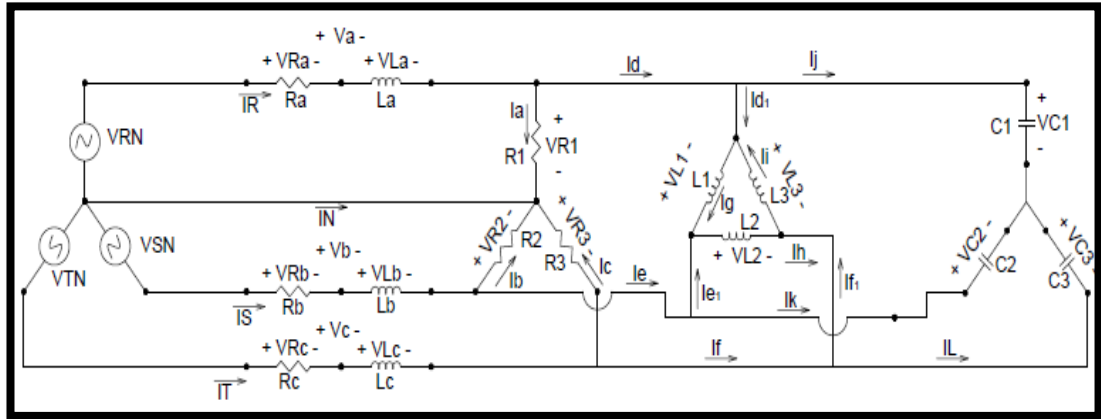 + Va -
+ VRa - + VLa -
IR Ra La
Id Ij
Ia + VR1 - R1
Id1
C1 + VC1 -
VRN
+ VL1 - L1 Ig
Ii L3 + VL3 -
IN
VTN VSN
+ VR2 - R2 Ib
+ VR3 - R3 Ic
L2
+ VL2 - Ih
+ VC2 - C2
+ VC3 - C3
+ Vb -
+ VRb - + VLb -
IS Rb Lb
Ie Ie1 Ik If1
+ Vc -
+ VRc - + VLc -
IT Rc Lc
If IL